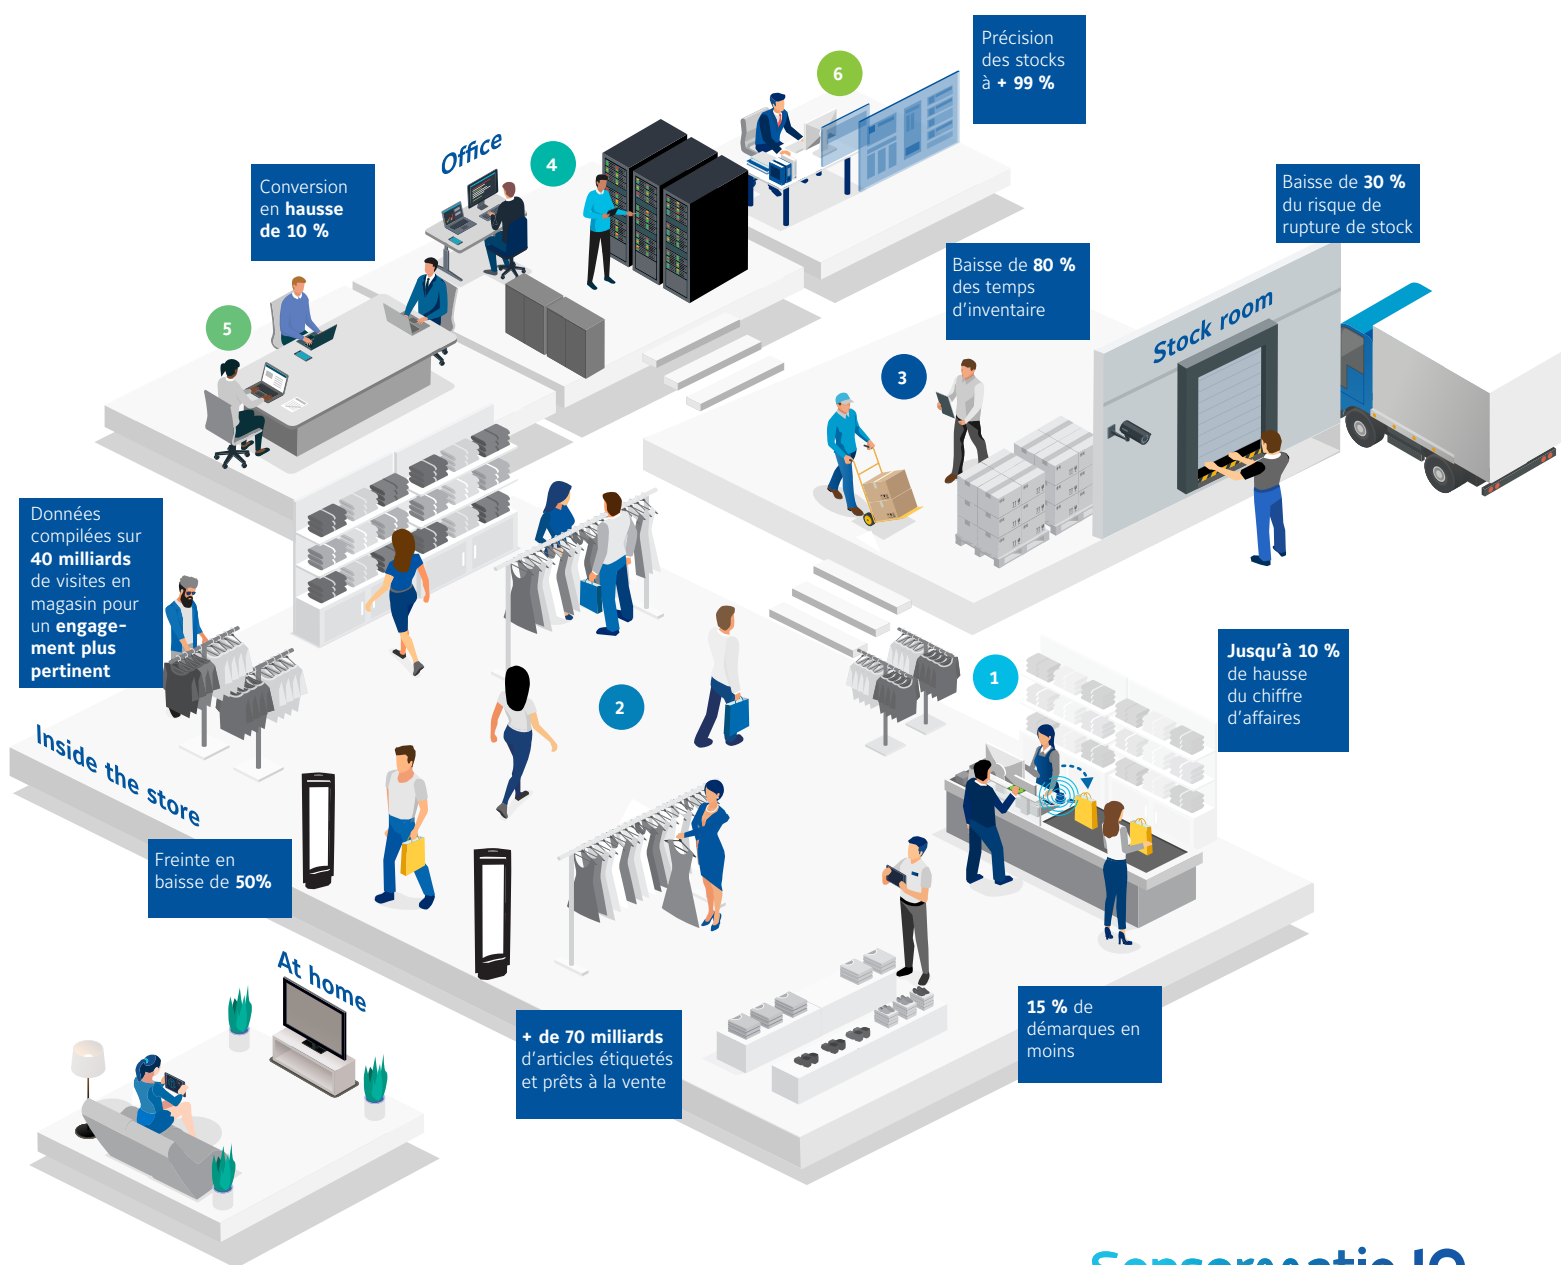 Précision
des stocks
à + 99 %
6
Office
4
Conversion
en hausse
de 10 %
Baisse de 30 %
du risque de
rupture de stock
Baisse de 80 %
des temps
d’inventaire
Stock room
5
3
Données
compilées sur
40 milliards
de visites en
magasin pour
un engage-
ment plus
pertinent
Jusqu’à 10 %
de hausse
du chiffre
d’affaires
1
2
Inside the store
Freinte en
baisse de 50%
At home
+ de 70 milliards
d’articles étiquetés
et prêts à la vente
15 % de
démarques en
moins
Sensormatic IQ